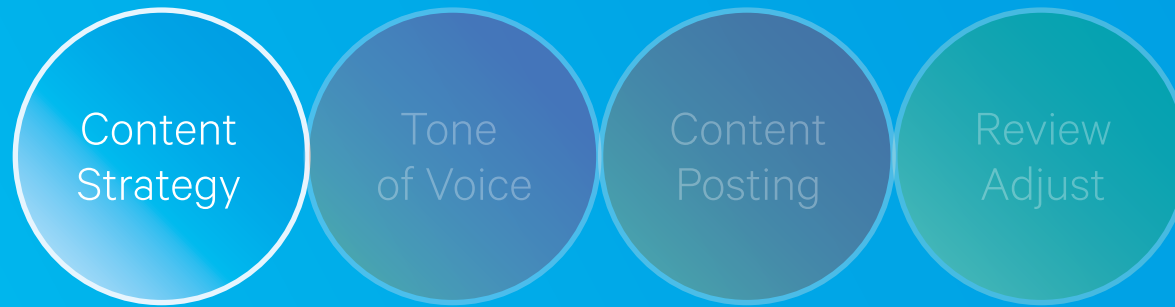 Content
Strategy
Tone
of Voice
Content
Posting
Review
Adjust